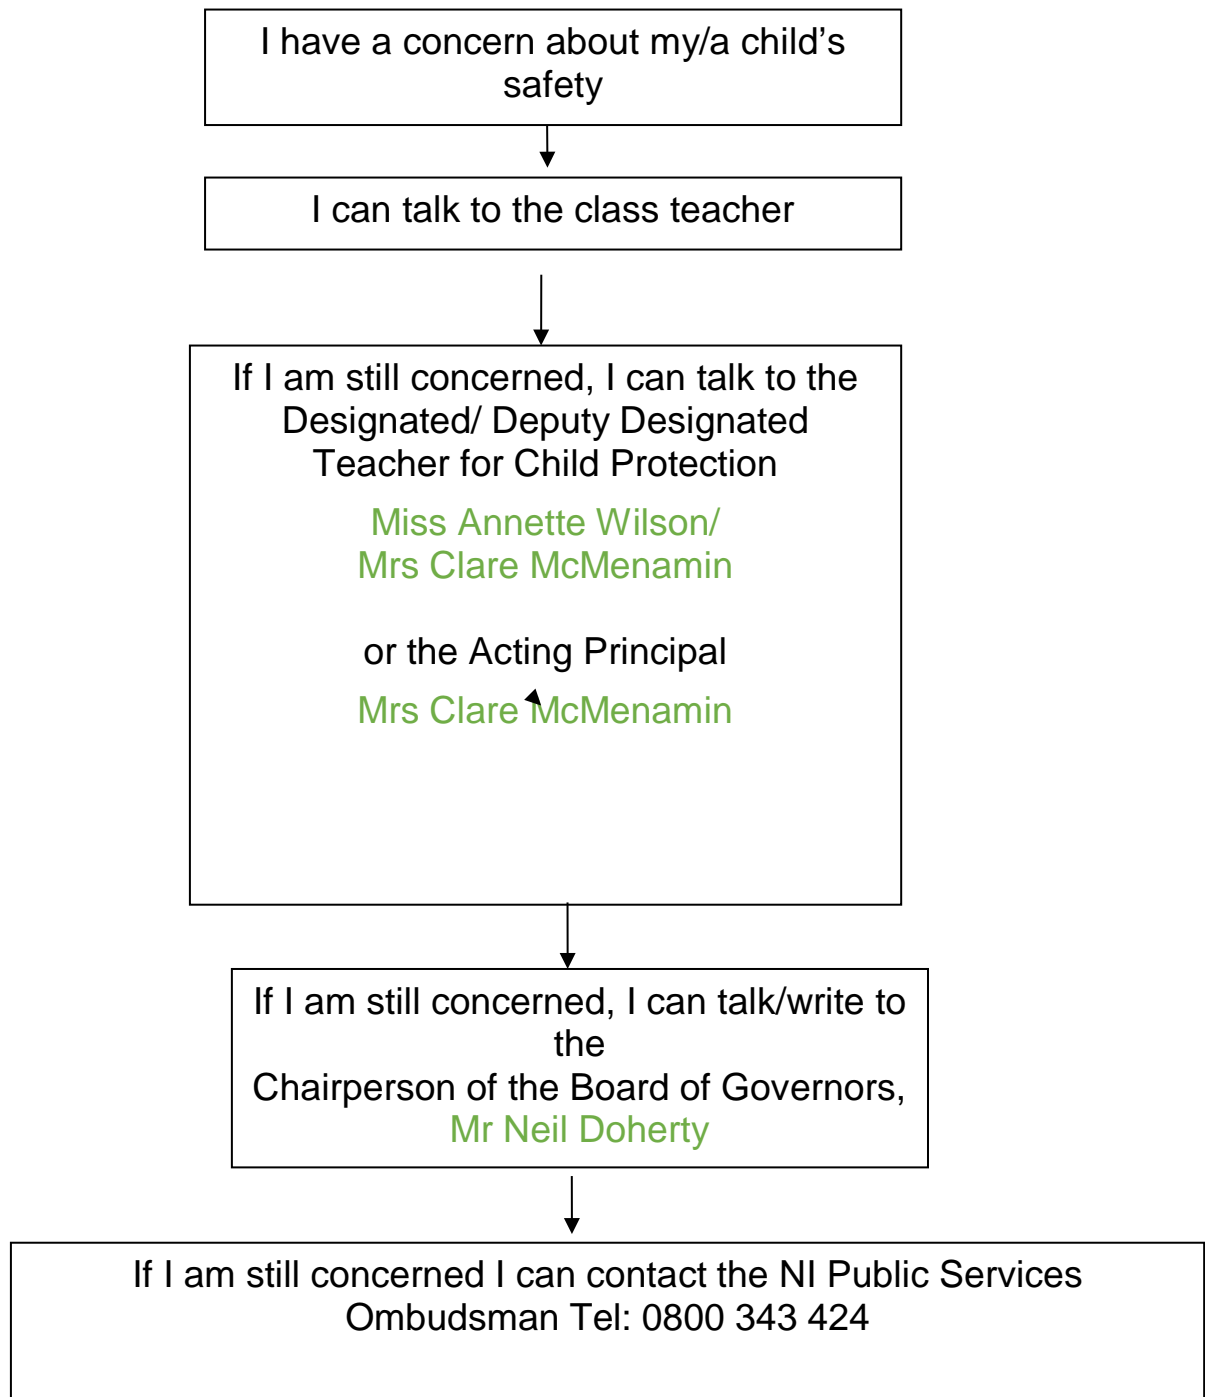 I have a concern about my/a child’s
safety
I can talk to the class teacher
If I am still concerned, I can talk to the
Designated/ Deputy Designated
Teacher for Child Protection
Miss Annette Wilson/
Mrs Clare McMenamin
or the Acting Principal
Mrs Clare McMenamin
If I am still concerned, I can talk/write to
the
Chairperson of the Board of Governors,
Mr Neil Doherty
If I am still concerned I can contact the NI Public Services
Ombudsman Tel: 0800 343 424